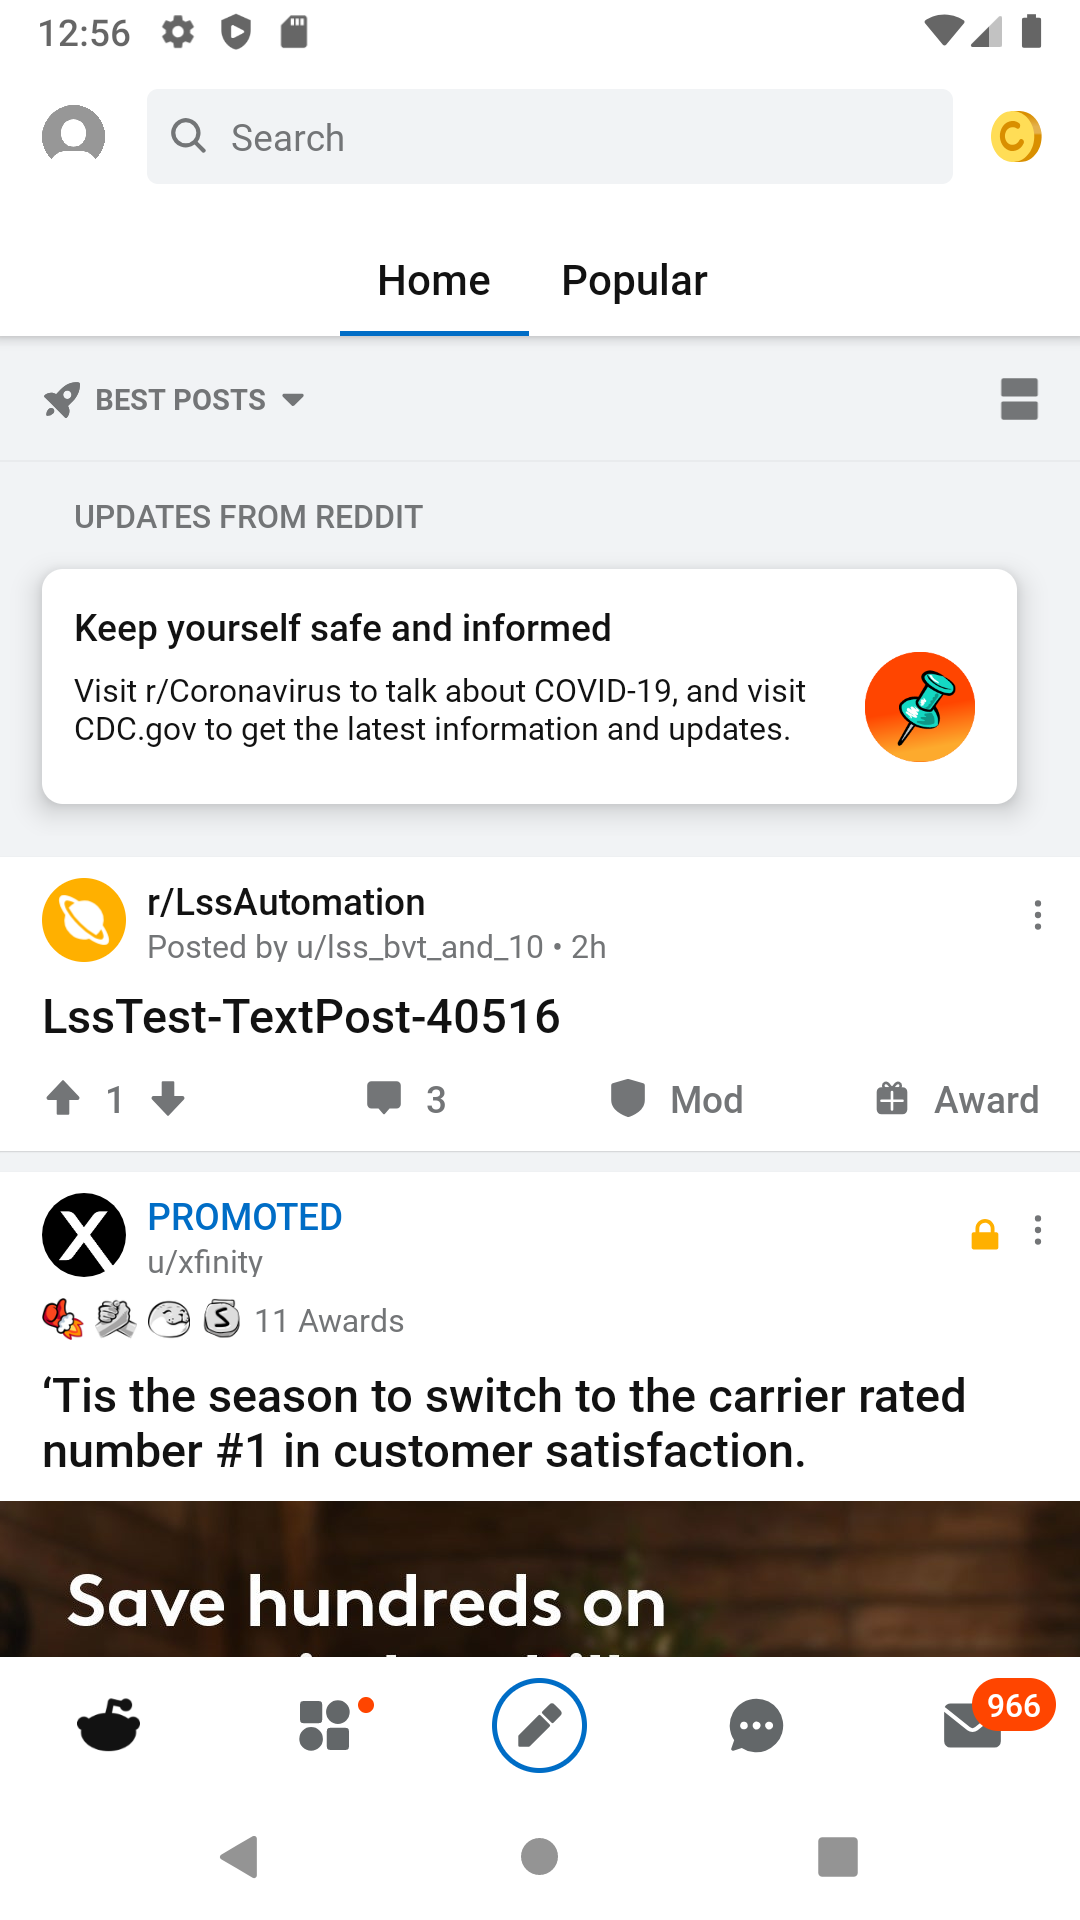 12:56
Search
Home
Popular
BEST POSTS
UPDATES FROM REDDIT
Keep yourself safe and informed
Visit r/Coronavirus to talk about COVID-19, and visit
CDC.gov to get the latest information and updates.
r/LssAutomation
Posted by u/lss_bvt_and_10 • 2h
LssTest-TextPost-40516
1
3
Mod
Award
PROMOTED
u/xfinity
11 Awards
‘Tis the season to switch to the carrier rated
number #1 in customer satisfaction.
Save hundreds on
966